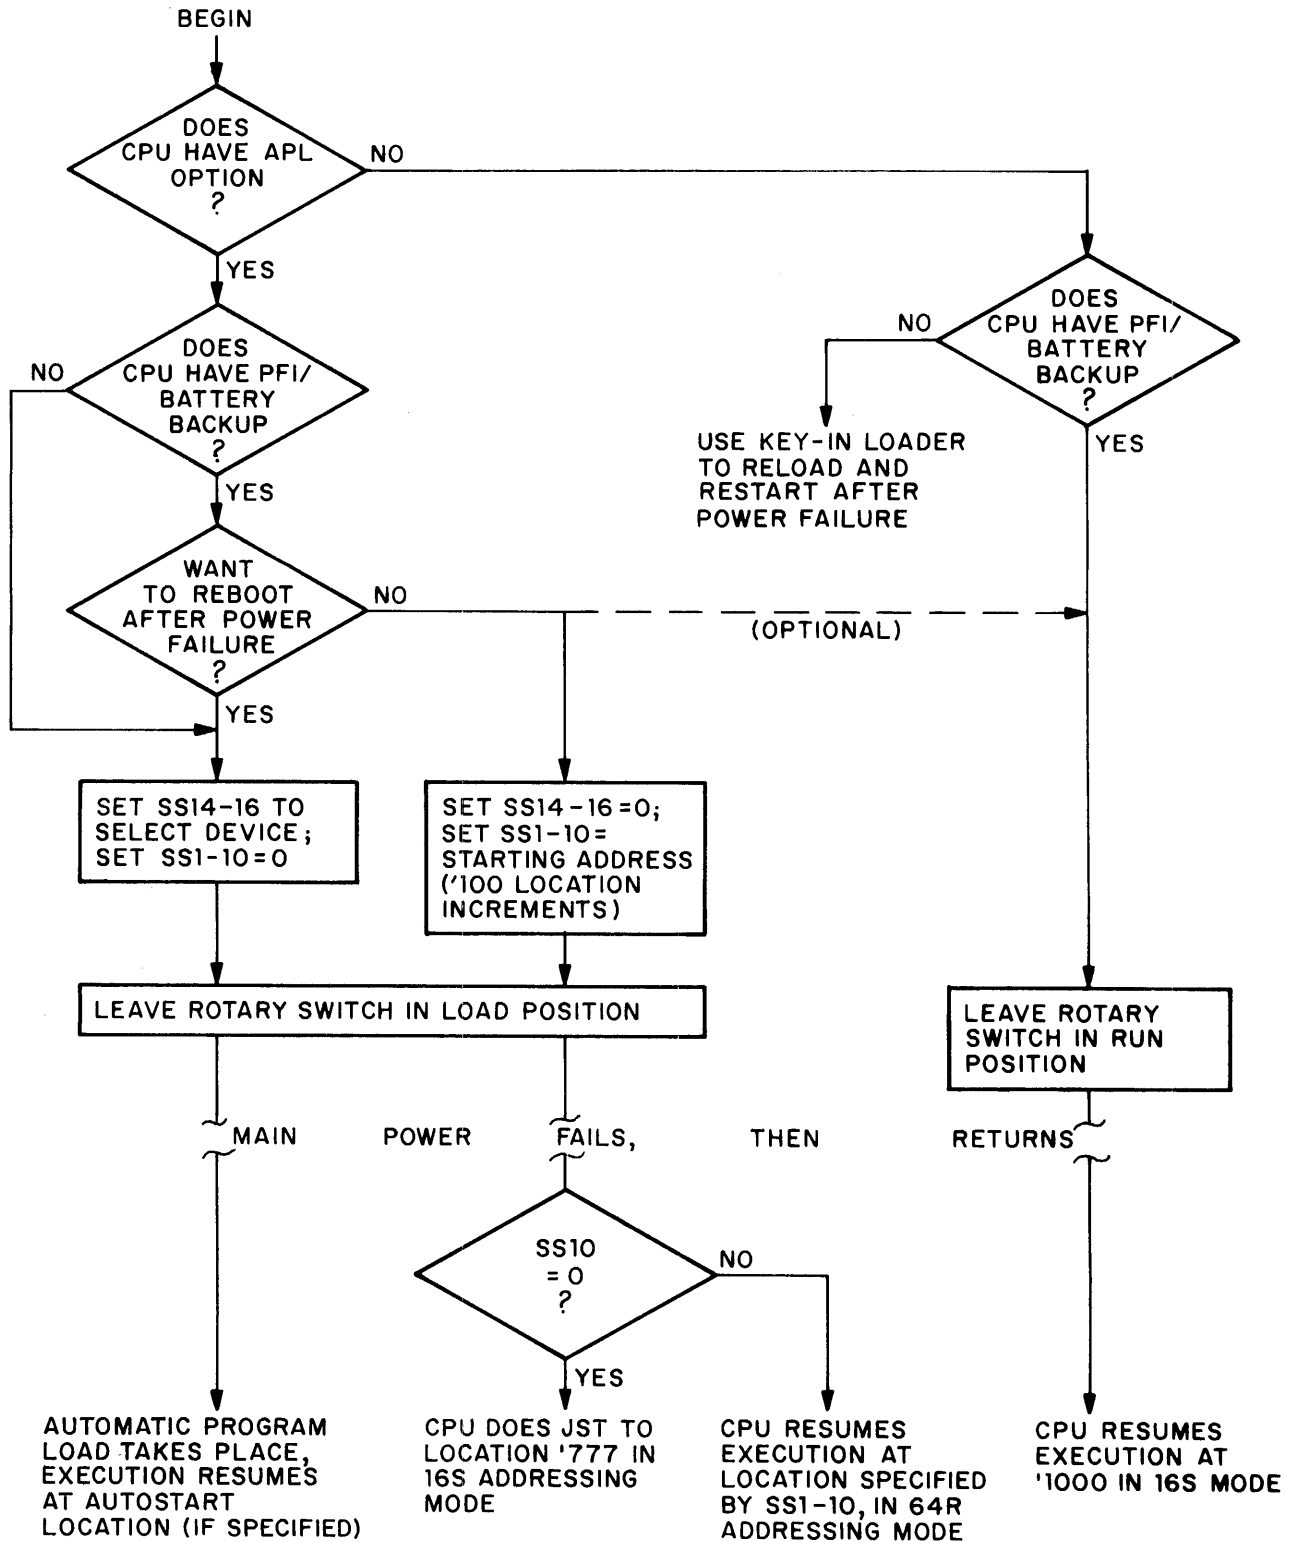 BEGIN
DOES
CPU HAVE APL
OPTION
?
NO
YES
DOES
CPU HAVE PFI/
BATTERY
BACKUP
?
NO
YES
DOES
CPU HAVE PFI/
BATTERY
BACKUP
?
NO
YES
USE KEY-IN LOADER
TO RELOAD AND
RESTART AFTER
POWER FAILURE
WANT
TO REBOOT
AFTER POWER
FAILURE
?
NO
(OPTIONAL)
YES
SET SS14-16 TO
SELECT DEVICE;
SET SS1-10=0
SET SS14-16=0;
SET SS1-10=
STARTING ADDRESS
('100 LOCATION
INCREMENTS)
LEAVE ROTARY SWITCH IN LOAD POSITION
LEAVE ROTARY
SWITCH IN RUN
POSITION
MAIN POWER FAILS, THEN RETURNS
SS10
=0
?
NO
YES
AUTOMATIC PROGRAM
LOAD TAKES PLACE,
EXECUTION RESUMES
AT AUTOSTART
LOCATION (IF SPECIFIED)
CPU DOES JST TO
LOCATION '777 IN
16S ADDRESSING
MODE
CPU RESUMES
EXECUTION AT
LOCATION SPECIFIED
BY SS1-10, IN 64R
ADDRESSING MODE
CPU RESUMES
EXECUTION AT
'1000 IN 16S MODE